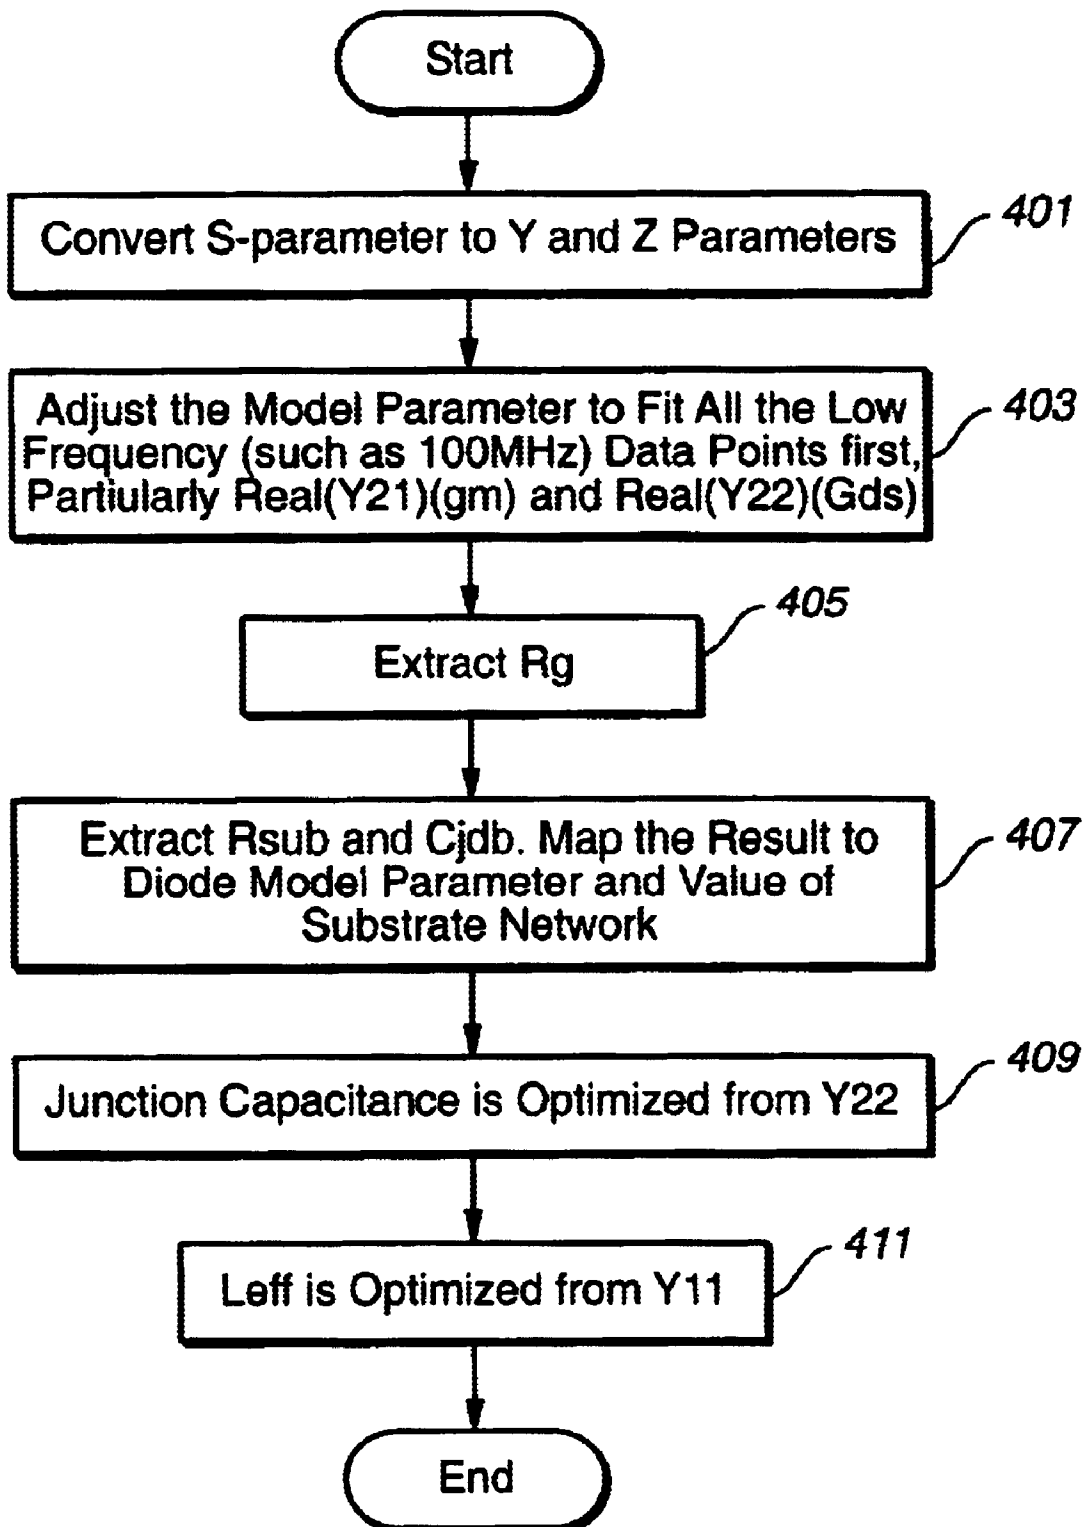 Start
Convert S-parameter to Y and Z Parameters
401
Adjust the Model Parameter to Fit All the Low
Frequency (such as 100MHz) Data Points first,
Partiularly Real(Y21)(gm) and Real(Y22)(Gds)
403
Extract Rg
405
Extract Rsub and Cjdb. Map the Result to
Diode Model Parameter and Value of
Substrate Network
407
Junction Capacitance is Optimized from Y22
409
Leff is Optimized from Y11
411
End